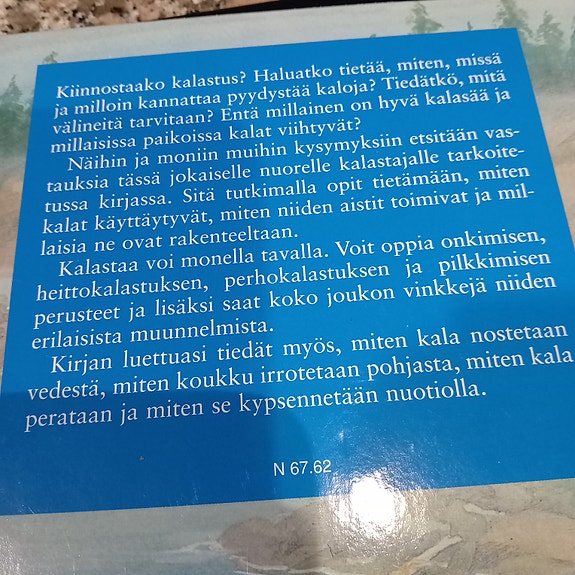 Kiinnostaako kalastus? Haluatko tietää, miten, missä
ja milloin kannattaa pyydystää kaloja? Tiedätkö, mitä
välineitä tarvitaan? Entä millainen on hyvä kalasää ja
millaisissa paikoissa kalat viihtyvät?
Näihin ja moniin muihin kysymyksiin etsitään vas-
tauksia tässä jokaiselle nuorelle kalastajalle tarkoite-
tussa kirjassa. Sitä tutkimalla opit tietämään, miten
kalat käyttäytyvät, miten niiden aistit toimivat ja mil-
laisia ne ovat rakenteeltaan.
Kalastaa voi monella tavalla. Voit oppia onkimisen,
heittokalastuksen, perhokalastuksen ja pilkkimisen
perusteet ja lisäksi saat koko joukon vinkkejä niiden
erilaisista muunnelmista.
Kirjan luettuasi tiedät myös, miten kala nostetaan
vedestä, miten koukku irrotetaan pohjasta, miten kala
perataan ja miten se kypsennetään nuotiolla.
N 67.62